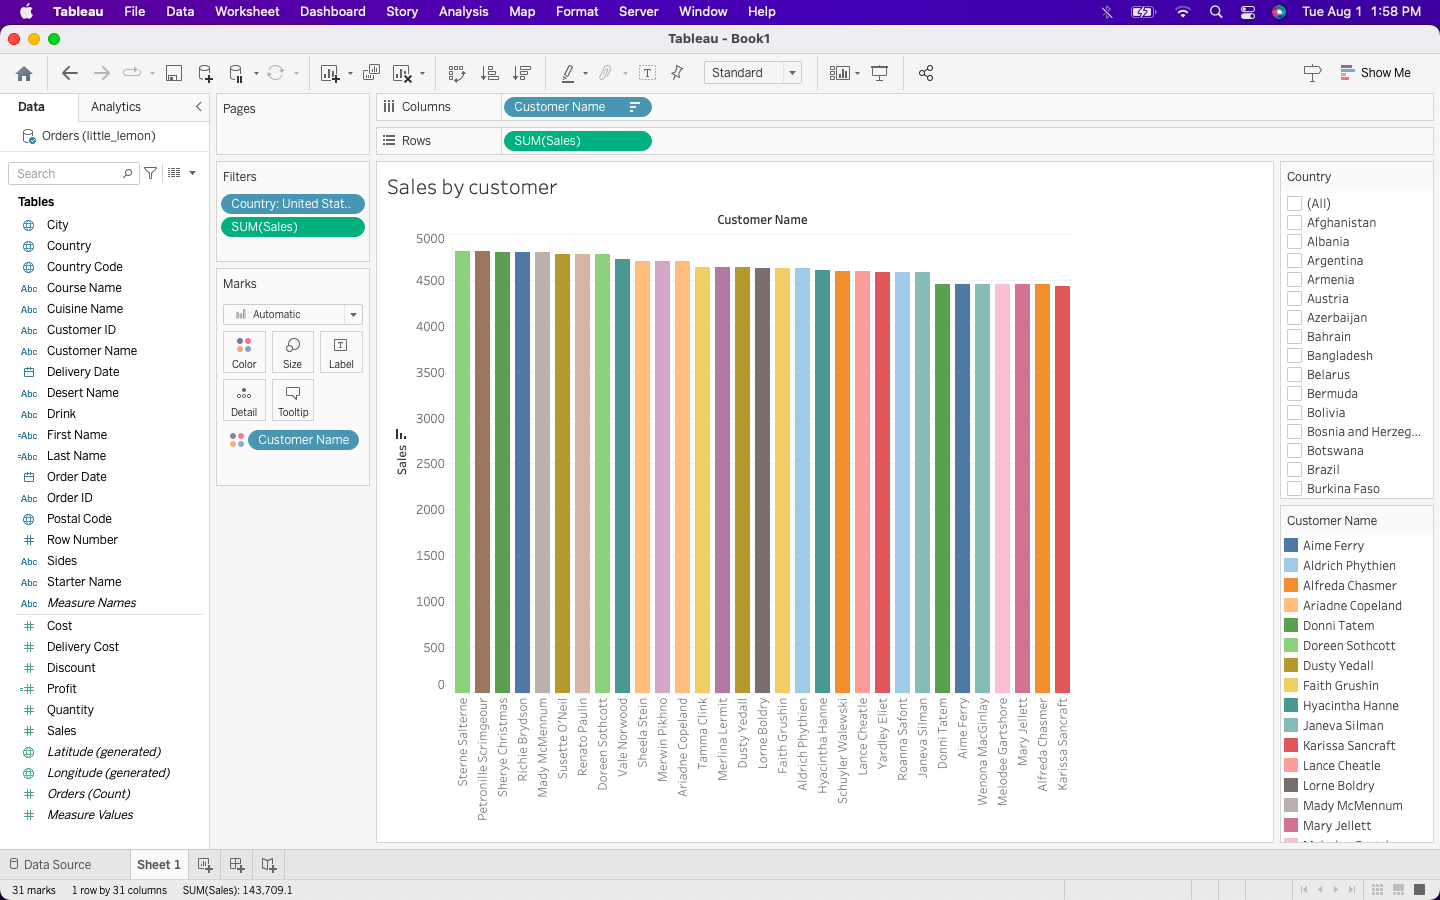 Tableau File Data Worksheet Dashboard Story Analysis Map Format Server Window Help Tue Aug 1 1:58 PM
Tableau - Book1
Standard
Show Me
Data Analytics
Orders (little_lemon)
Search
Tables
City
Country
Country Code
Abc Course Name
Abc Cuisine Name
Abc Customer ID
Abc Customer Name
Delivery Date
Abc Desert Name
Abc Drink
=Abc First Name
=Abc Last Name
Order Date
Abc Order ID
Postal Code
# Row Number
Abc Sides
Abc Starter Name
Abc Measure Names
# Cost
# Delivery Cost
# Discount
=# Profit
# Quantity
# Sales
Latitude (generated)
Longitude (generated)
# Orders (Count)
# Measure Values
Pages
Filters
Country: United Stat..
SUM(Sales)
Marks
Automatic
Color Size Label
Detail Tooltip
Customer Name
Columns Customer Name
Rows SUM(Sales)
Sales by customer
Customer Name
5000
4500
4000
3500
3000
2500
2000
1500
1000
500
0
Sales
Sterne Salterne
Petronille Scrimgeour
Sherye Christmas
Richie Brydson
Mady McMennum
Susette O'Neil
Renato Paulin
Doreen Sothcott
Vale Norwood
Sheela Stein
Merwin Pikhno
Ariadne Copeland
Tamma Clink
Merlina Lermit
Dusty Yedall
Lorne Boldry
Faith Grushin
Aldrich Phythien
Hyacintha Hanne
Schuyler Walewski
Lance Cheatle
Yardley Eliet
Roanna Safont
Janeva Silman
Donni Tatem
Aime Ferry
Wenona MacGinlay
Melodee Gartshore
Mary Jellett
Alfreda Chasmer
Karissa Sancraft
Country
(All)
Afghanistan
Albania
Argentina
Armenia
Austria
Azerbaijan
Bahrain
Bangladesh
Belarus
Bermuda
Bolivia
Bosnia and Herzeg...
Botswana
Brazil
Burkina Faso
Customer Name
Aime Ferry
Aldrich Phythien
Alfreda Chasmer
Ariadne Copeland
Donni Tatem
Doreen Sothcott
Dusty Yedall
Faith Grushin
Hyacintha Hanne
Janeva Silman
Karissa Sancraft
Lance Cheatle
Lorne Boldry
Mady McMennum
Mary Jellett
Data Source Sheet 1
31 marks 1 row by 31 columns SUM(Sales): 143,709.1